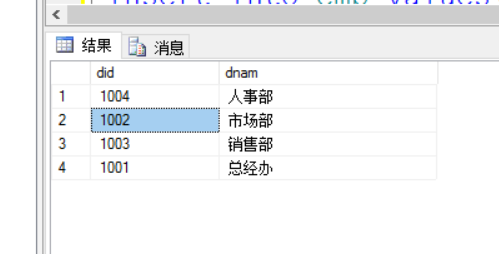 结果 消息
did dnam
1 1004 人事部
2 1002 市场部
3 1003 销售部
4 1001 总经办